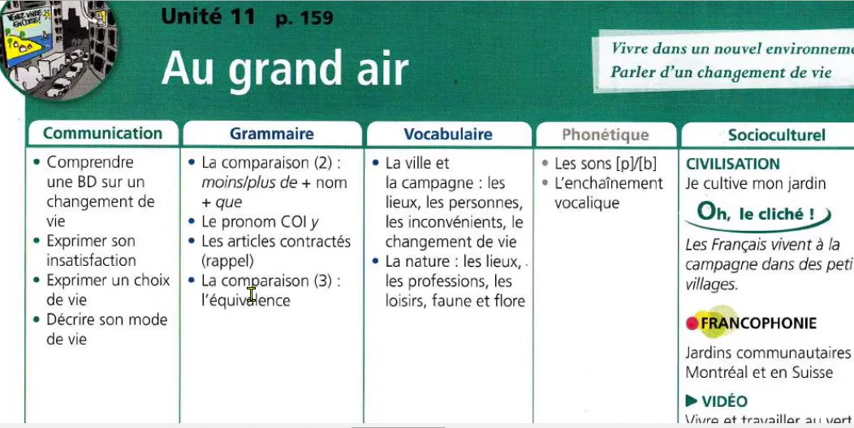 Unité 11 p. 159
Au grand air
Parler d'un changement de vie
Vivre dans un nouvel
Communication
• Comprendre
une BD sur un
changement de
vie
• Exprimer son
insatisfaction
• Exprimer un choix
de vie
• Décrire son mode
de vie
Grammaire
• La comparaison (2) :
moins/plus de + nom
+ que
• Le pronom COI y
• Les articles contractés
(rappel)
• La comparaison (3) :
l'équivalence
Vocabulaire
• La ville et
la campagne : les
lieux, les personnes,
les inconvénients, le
changement de vie
• La nature : les lieux,
les professions, les
loisirs, faune et flore
Phonétique
• Les sons [p]/[b]
• L'enchaînement
vocalique
Socioculturel
CIVILISATION
Je cultive mon jardin
Oh, le cliché !
Les Français vivent à la
campagne dans des peti
villages.
FRANCOPHONIE
Jardins communautaires
Montréal et en Suisse
▶ VIDÉO
Vivre et travailler au vert